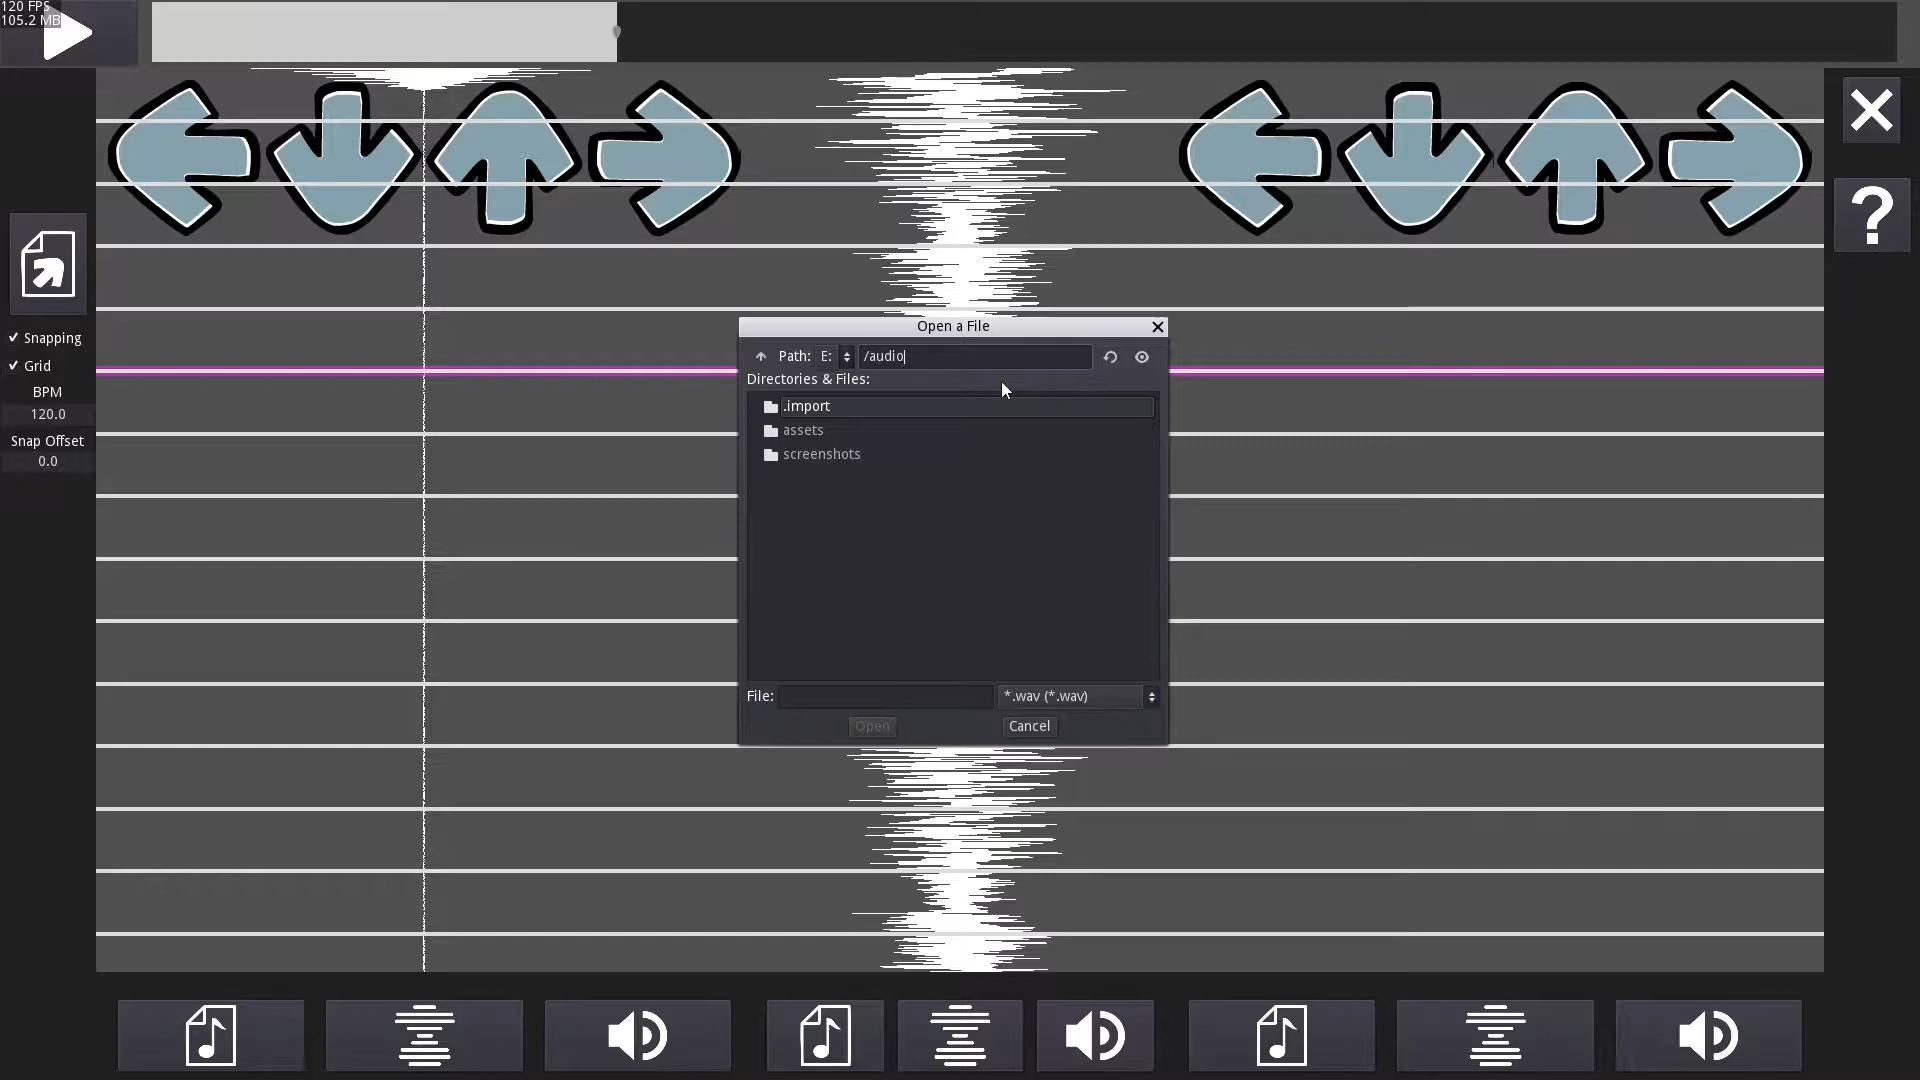 120 FPS
105.2 MB
Snapping
Grid
BPM
120.0
Snap Offset
0.0
Open a File
Path: E: /audio
Directories & Files:
.import
assets
screenshots
File: *.wav (*.wav)
Open Cancel
?